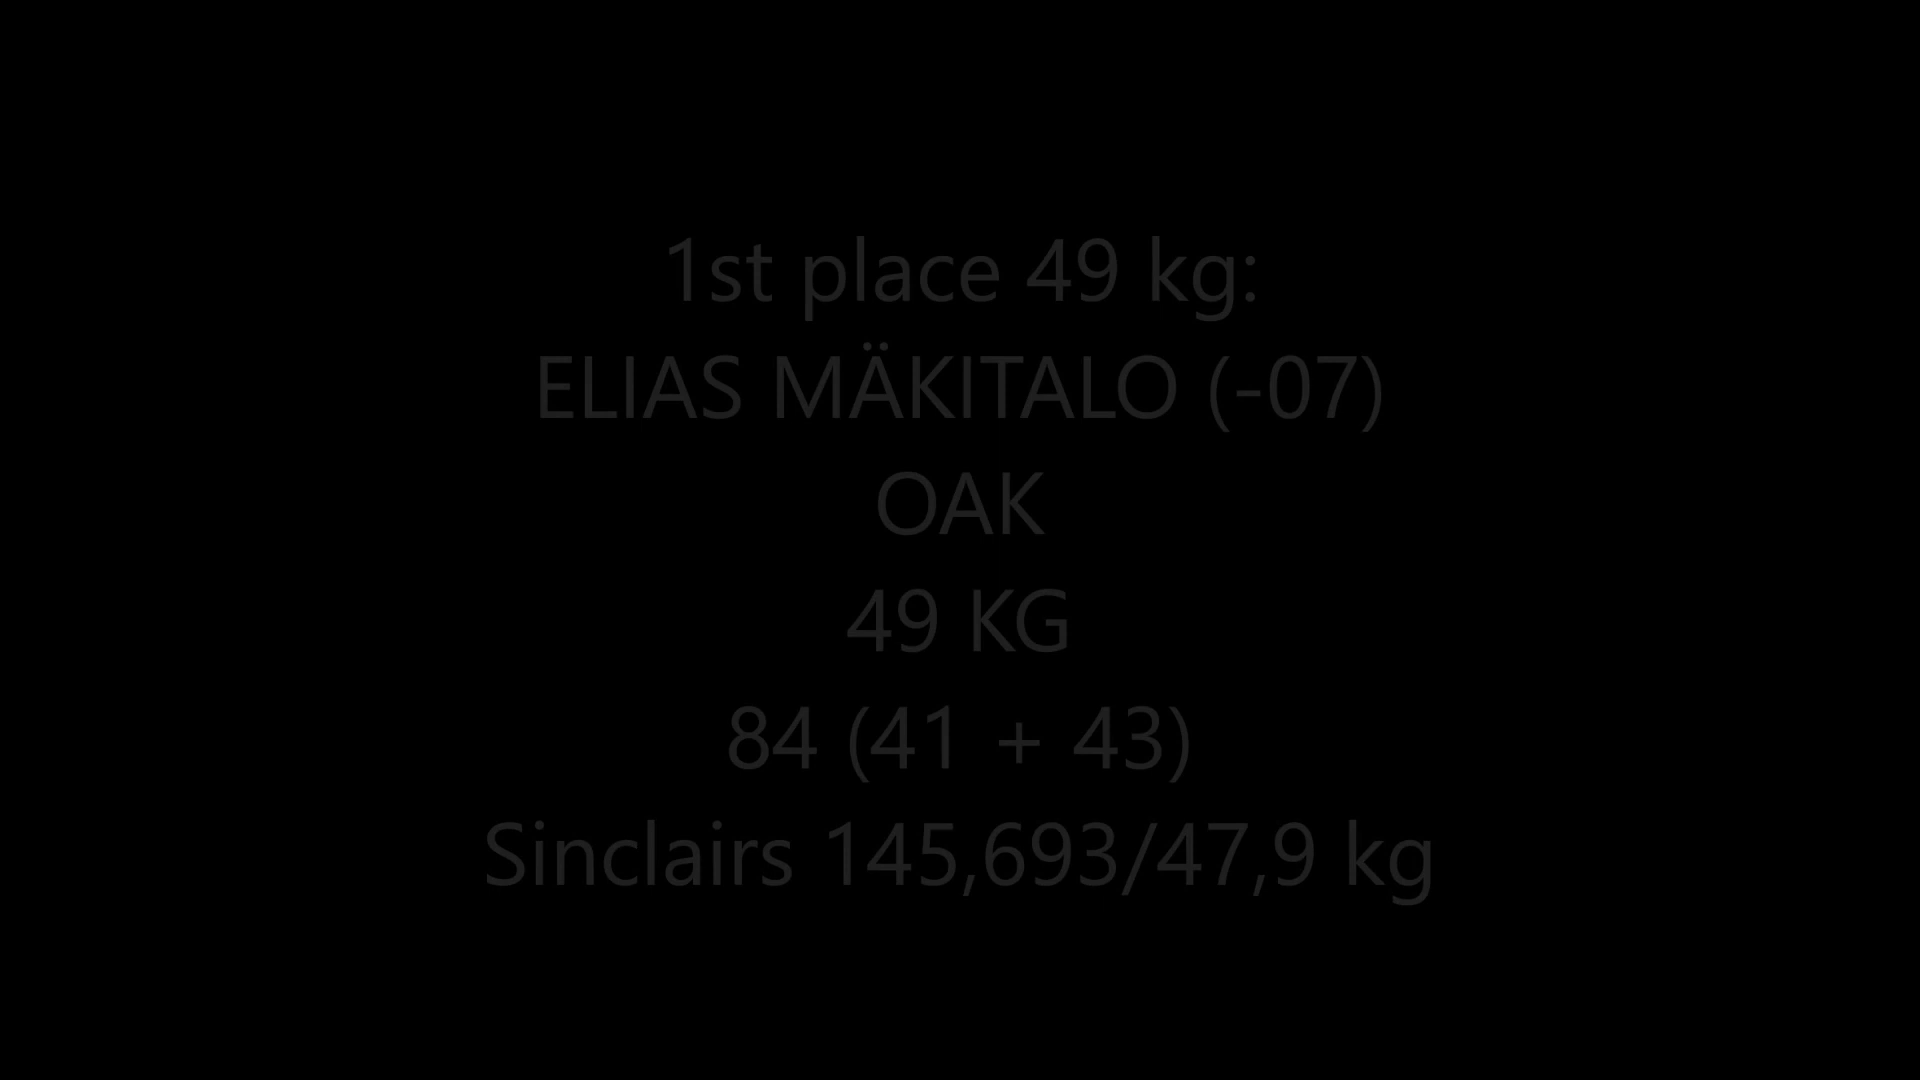 1st place 49 kg:
ELIAS MÄKITALO (-07)
OAK
49 KG
84 (41 + 43)
Sinclairs 145,693/47,9 kg